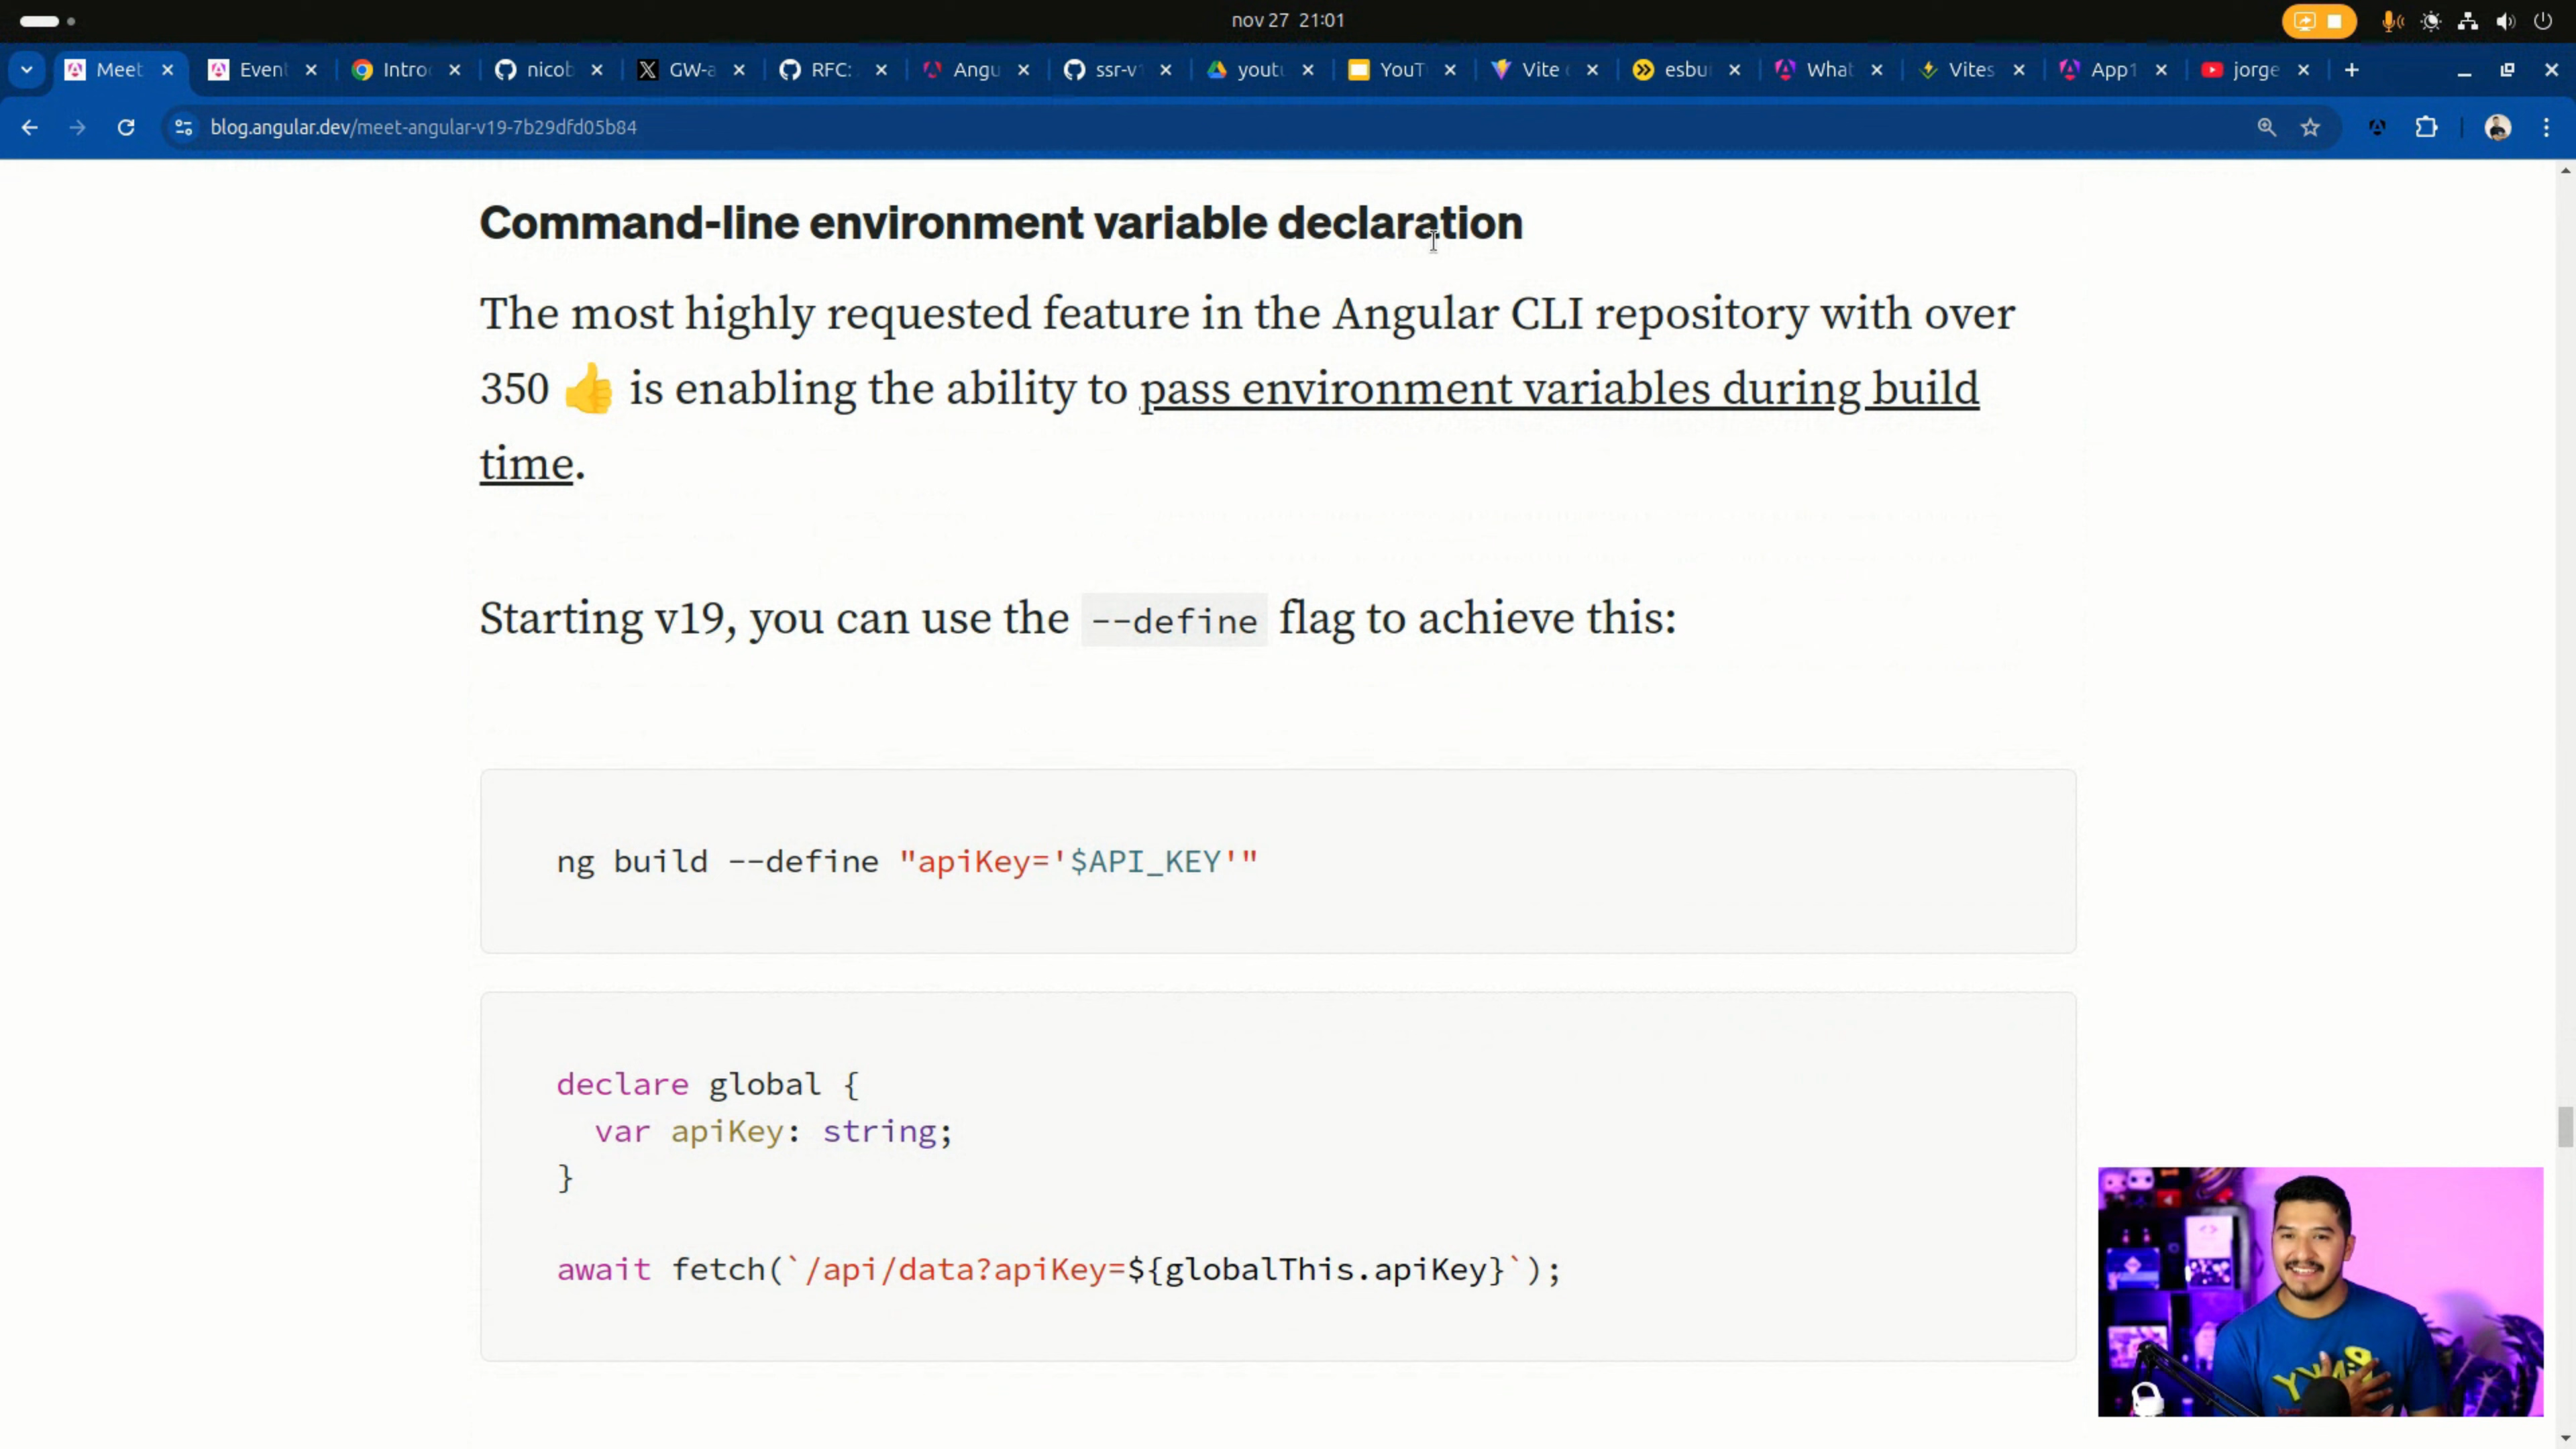 nov 27 21:01
Meet
Event
Intro
nicob
GW-a
RFC:
Angu
ssr-v
yout
YouT
Vite
esbui
What
Vites
App1
jorge
blog.angular.dev/meet-angular-v19-7b29dfd05b84
Command-line environment variable declaration
The most highly requested feature in the Angular CLI repository with over
350 👍 is enabling the ability to pass environment variables during build
time.
Starting v19, you can use the --define flag to achieve this:
ng build --define "apiKey='$API_KEY'"
declare global {
  var apiKey: string;
}
await fetch(`/api/data?apiKey=${globalThis.apiKey}`);